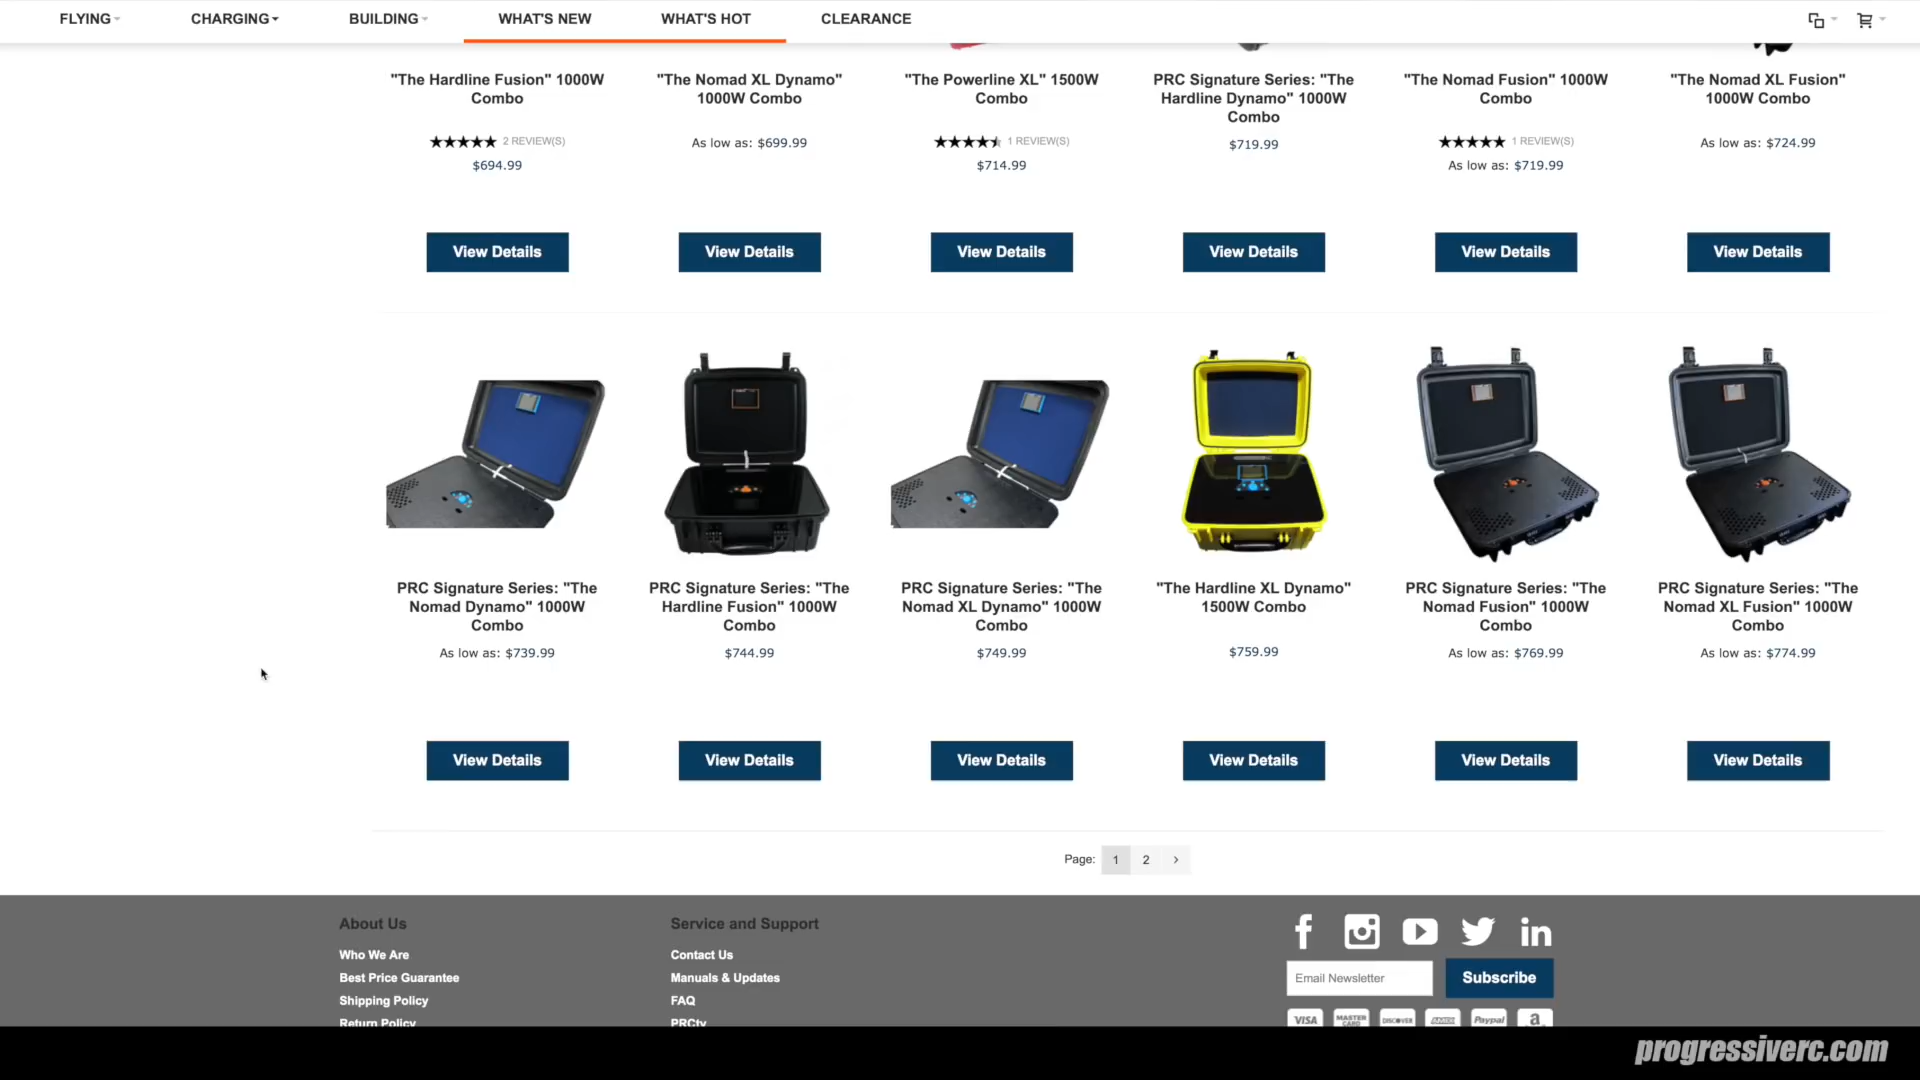 FLYING
CHARGING
BUILDING
WHAT'S NEW
WHAT'S HOT
CLEARANCE
"The Hardline Fusion" 1000W
Combo
2 REVIEW(S)
$694.99
"The Nomad XL Dynamo"
1000W Combo
As low as: $699.99
"The Powerline XL" 1500W
Combo
1 REVIEW(S)
$714.99
PRC Signature Series: "The
Hardline Dynamo" 1000W
Combo
$719.99
"The Nomad Fusion" 1000W
Combo
1 REVIEW(S)
As low as: $719.99
"The Nomad XL Fusion"
1000W Combo
As low as: $724.99
View Details
View Details
View Details
View Details
View Details
View Details
PRC Signature Series: "The
Nomad Dynamo" 1000W
Combo
As low as: $739.99
PRC Signature Series: "The
Hardline Fusion" 1000W
Combo
$744.99
PRC Signature Series: "The
Nomad XL Dynamo" 1000W
Combo
$749.99
"The Hardline XL Dynamo"
1500W Combo
$759.99
PRC Signature Series: "The
Nomad Fusion" 1000W
Combo
As low as: $769.99
PRC Signature Series: "The
Nomad XL Fusion" 1000W
Combo
As low as: $774.99
View Details
View Details
View Details
View Details
View Details
View Details
Page: 1 2 >
About Us
Who We Are
Best Price Guarantee
Shipping Policy
Return Policy
Service and Support
Contact Us
Manuals & Updates
FAQ
PRCtv
Email Newsletter
Subscribe
VISA
MASTER CARD
DISCOVER
AMEX
Paypal
a
progressiverc.com